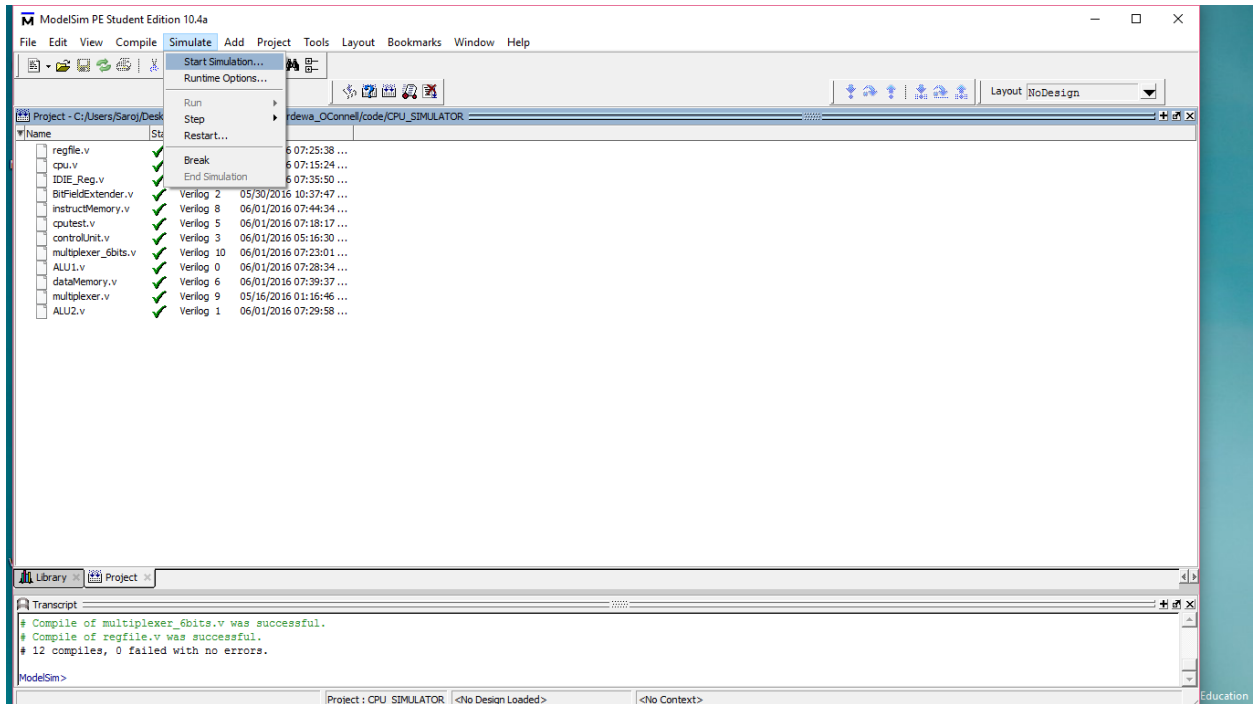 ModelSim PE Student Edition 10.4a
File Edit View Compile Simulate Add Project Tools Layout Bookmarks Window Help
Start Simulation...
Runtime Options...
Run
Step
Restart...
Break
End Simulation
Layout NoDesign
Project - C:/Users/Saroj/Desk rdewa_OConnell/code/CPU_SIMULATOR
Name Sta
regfile.v 6 07:25:38 ...
cpu.v 6 07:15:24 ...
IDIE_Reg.v 6 07:35:50 ...
BitFieldExtender.v Verilog 2 05/30/2016 10:37:47 ...
instructMemory.v Verilog 8 06/01/2016 07:44:34 ...
cputest.v Verilog 5 06/01/2016 07:18:17 ...
controlUnit.v Verilog 3 06/01/2016 05:16:30 ...
multiplexer_6bits.v Verilog 10 06/01/2016 07:23:01 ...
ALU1.v Verilog 0 06/01/2016 07:28:34 ...
dataMemory.v Verilog 6 06/01/2016 07:39:37 ...
multiplexer.v Verilog 9 05/16/2016 01:16:46 ...
ALU2.v Verilog 1 06/01/2016 07:29:58 ...
Library Project
Transcript
# Compile of multiplexer_6bits.v was successful.
# Compile of regfile.v was successful.
# 12 compiles, 0 failed with no errors.
ModelSim>
Project : CPU_SIMULATOR <No Design Loaded> <No Context>
Education